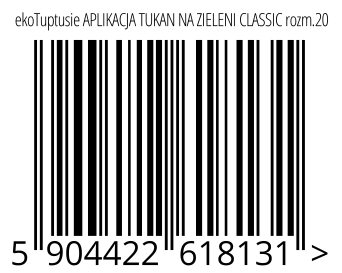 ekoTuptusie APLIKACJA TUKAN NA ZIELENI CLASSIC rozm.20
5 904422 618131 >